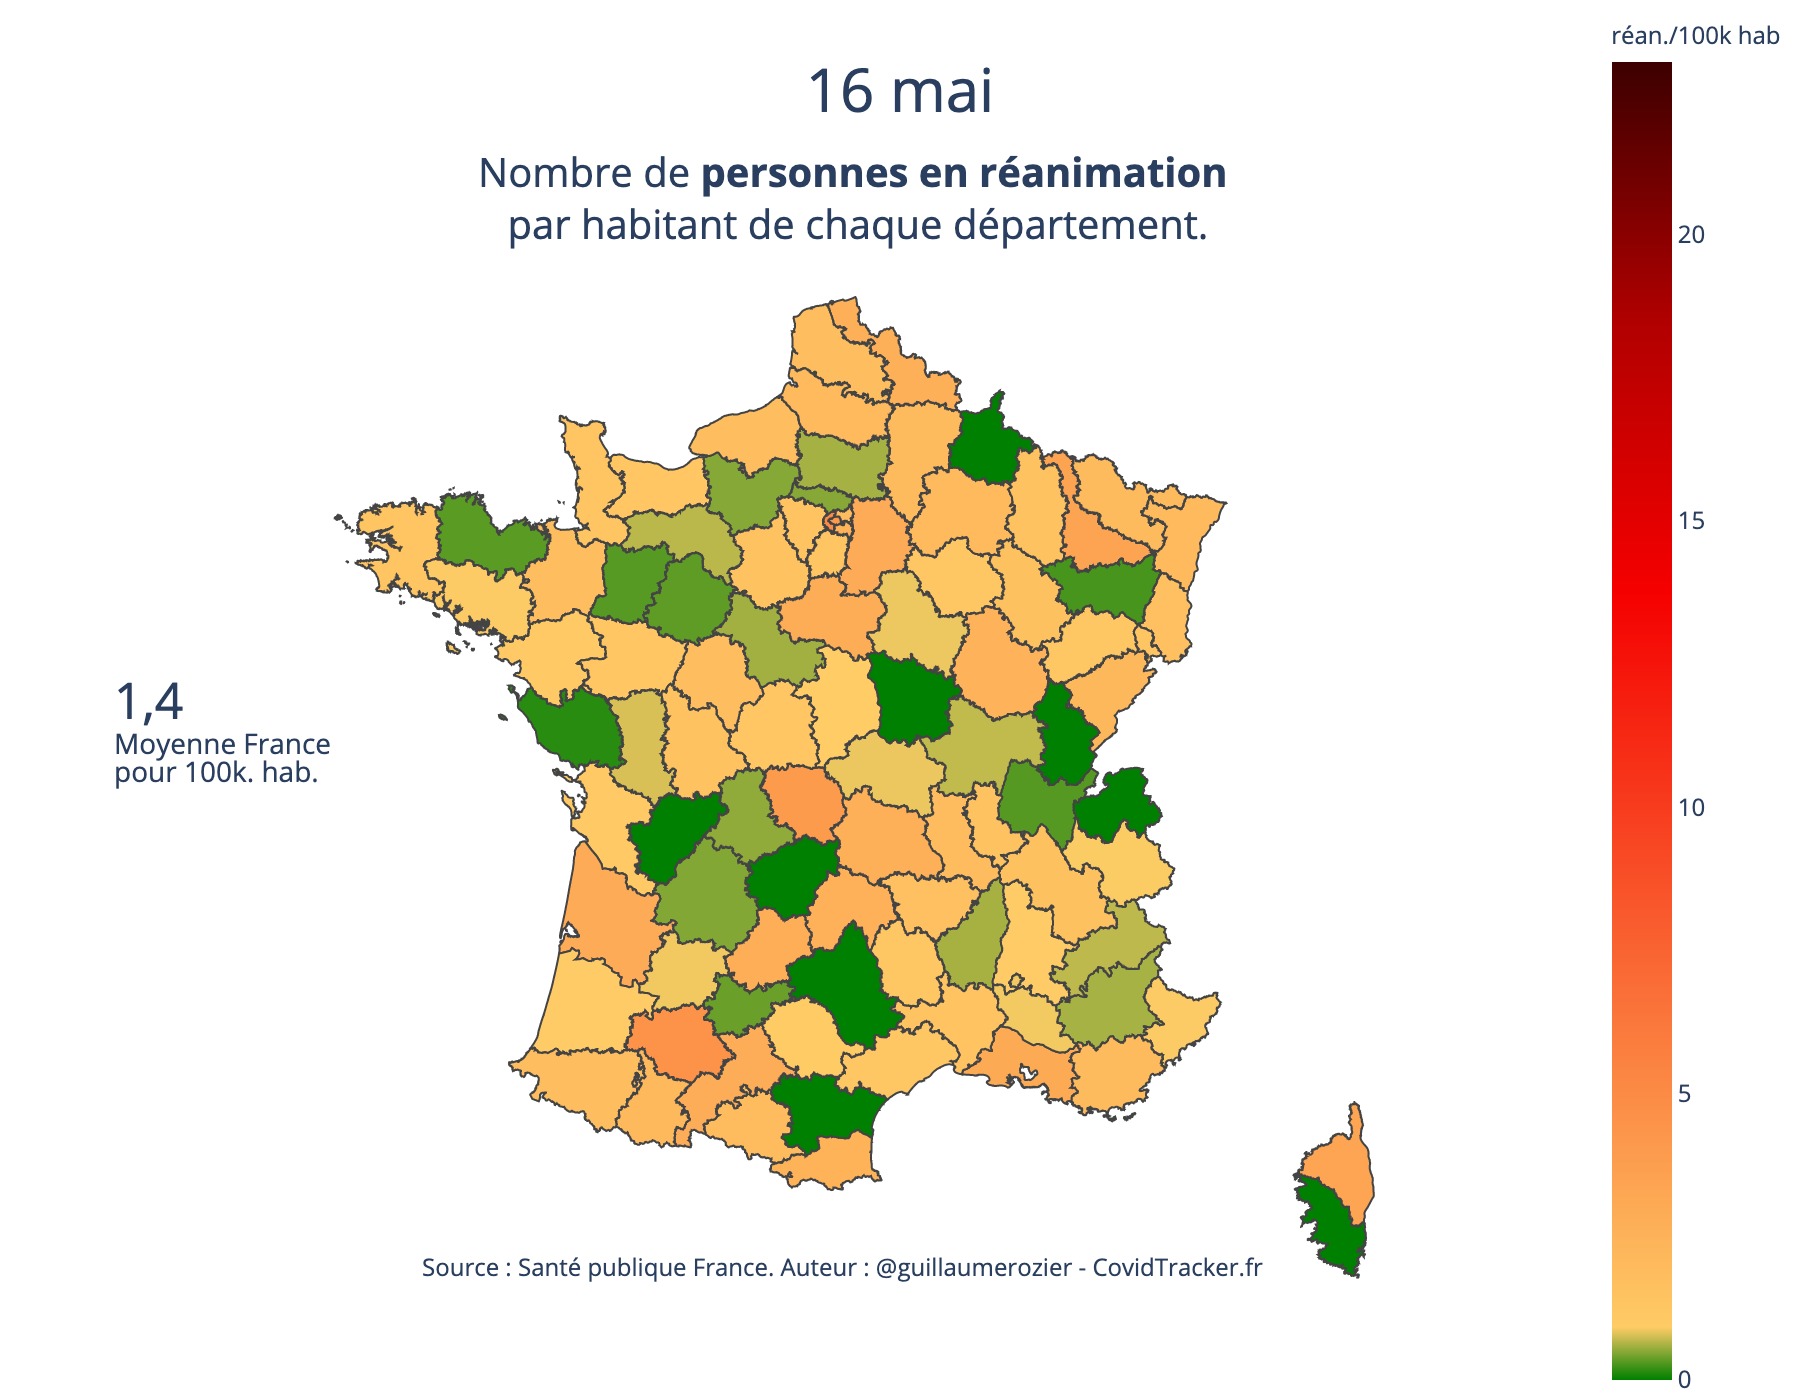 réan./100k hab
16 mai
Nombre de personnes en réanimation
par habitant de chaque département.
20
15
10
5
0
1,4
Moyenne France
pour 100k. hab.
Source : Santé publique France. Auteur : @guillaumerozier - CovidTracker.fr